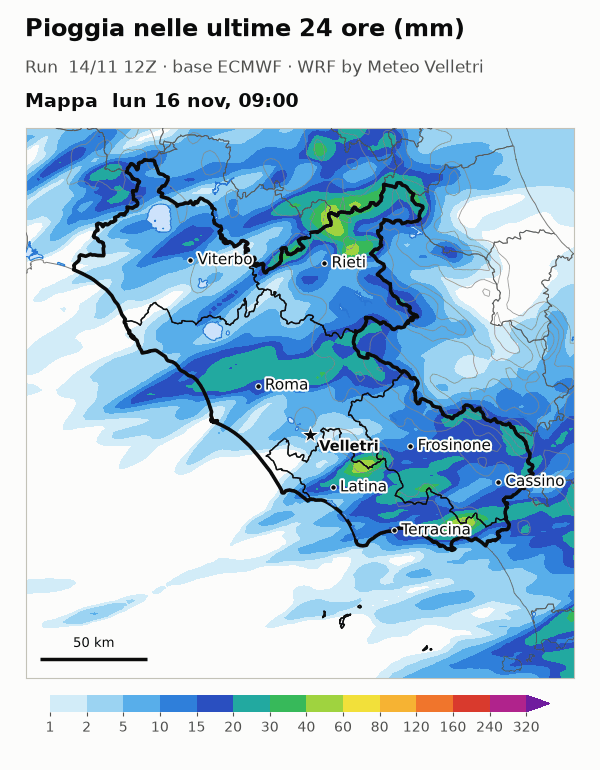 Pioggia nelle ultime 24 ore (mm)
Run  14/11 12Z · base ECMWF · WRF by Meteo Velletri
Mappa  lun 16 nov, 09:00
Viterbo
Rieti
Roma
Velletri
Frosinone
Latina
Cassino
Terracina
50 km
1 2 5 10 15 20 30 40 60 80 120 160 240 320